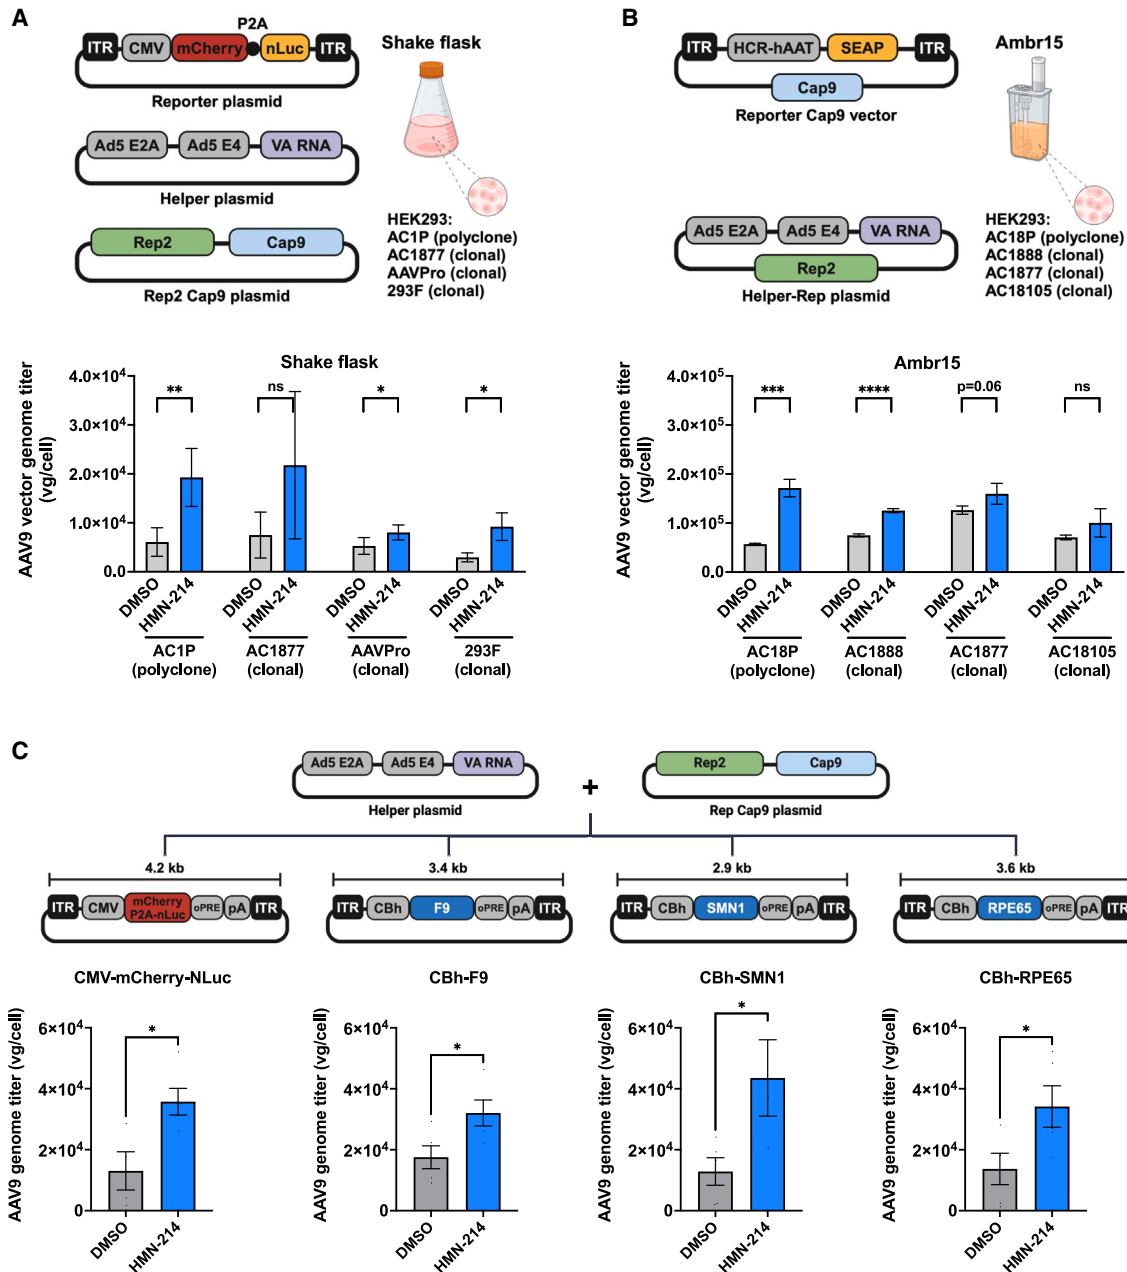 A
P2A
ITR CMV mCherry nLuc ITR
Reporter plasmid
Ad5 E2A Ad5 E4 VA RNA
Helper plasmid
Rep2 Cap9
Rep2 Cap9 plasmid
Shake flask
HEK293:
AC1P (polyclone)
AC1877 (clonal)
AAVPro (clonal)
293F (clonal)
Shake flask
AAV9 vector genome titer
(vg/cell)
4.0×10⁴
3.0×10⁴
2.0×10⁴
1.0×10⁴
0.0
** ns * *
DMSO HMN-214 DMSO HMN-214 DMSO HMN-214 DMSO HMN-214
AC1P AC1877 AAVPro 293F
(polyclone) (clonal) (clonal) (clonal)
B
ITR HCR-hAAT SEAP ITR
Cap9
Reporter Cap9 vector
Ad5 E2A Ad5 E4 VA RNA
Rep2
Helper-Rep plasmid
Ambr15
HEK293:
AC18P (polyclone)
AC1888 (clonal)
AC1877 (clonal)
AC18105 (clonal)
Ambr15
AAV9 vector genome titer
(vg/cell)
4.0×10⁵
3.0×10⁵
2.0×10⁵
1.0×10⁵
0.0
*** **** p=0.06 ns
DMSO HMN-214 DMSO HMN-214 DMSO HMN-214 DMSO HMN-214
AC18P AC1888 AC1877 AC18105
(polyclone) (clonal) (clonal) (clonal)
C
Ad5 E2A Ad5 E4 VA RNA
Helper plasmid
+
Rep2 Cap9
Rep Cap9 plasmid
4.2 kb
ITR CMV mCherry P2A-nLuc oPRE pA ITR
3.4 kb
ITR CBh F9 oPRE pA ITR
2.9 kb
ITR CBh SMN1 oPRE pA ITR
3.6 kb
ITR CBh RPE65 oPRE pA ITR
CMV-mCherry-NLuc
AAV9 genome titer (vg/cell)
6×10⁴
4×10⁴
2×10⁴
0
*
DMSO HMN-214
CBh-F9
AAV9 genome titer (vg/cell)
6×10⁴
4×10⁴
2×10⁴
0
*
DMSO HMN-214
CBh-SMN1
AAV9 genome titer (vg/cell)
6×10⁴
4×10⁴
2×10⁴
0
*
DMSO HMN-214
CBh-RPE65
AAV9 genome titer (vg/cell)
6×10⁴
4×10⁴
2×10⁴
0
*
DMSO HMN-214